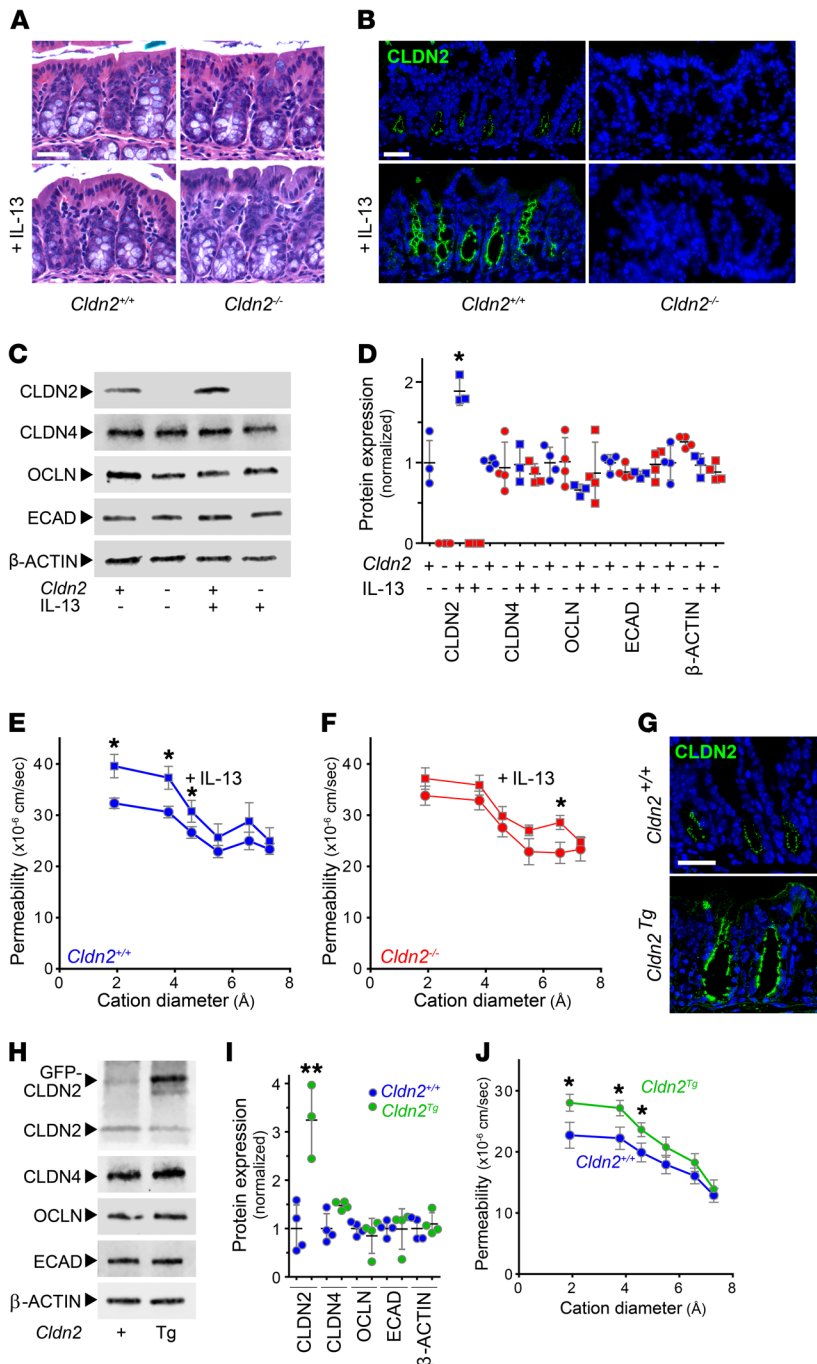 A
B
CLDN2
+ IL-13
+ IL-13
Cldn2+/+
Cldn2-/-
Cldn2+/+
Cldn2-/-
C
D
CLDN2
CLDN4
OCLN
ECAD
β-ACTIN
Cldn2 + - + -
IL-13 - - + +
*
Protein expression
(normalized)
2
1
0
Cldn2 + - + - + - + - + - + - + - + - + - + -
IL-13 - - + + - - + + - - + + - - + + - - + +
CLDN2
CLDN4
OCLN
ECAD
β-ACTIN
E
F
G
Permeability (x10-6 cm/sec)
40
30
20
10
0
* * *
+ IL-13
Cldn2+/+
0 2 4 6 8
Cation diameter (Å)
Permeability (x10-6 cm/sec)
40
30
20
10
0
+ IL-13
*
Cldn2-/-
0 2 4 6 8
Cation diameter (Å)
CLDN2
Cldn2+/+
Cldn2Tg
H
I
J
GFP-
CLDN2
CLDN2
CLDN4
OCLN
ECAD
β-ACTIN
Cldn2 + Tg
**
Cldn2+/+
Cldn2Tg
Protein expression
(normalized)
4
3
2
1
0
CLDN2
CLDN4
OCLN
ECAD
β-ACTIN
Permeability (x10-6 cm/sec)
30
20
10
* * *
Cldn2Tg
Cldn2+/+
0 2 4 6 8
Cation diameter (Å)